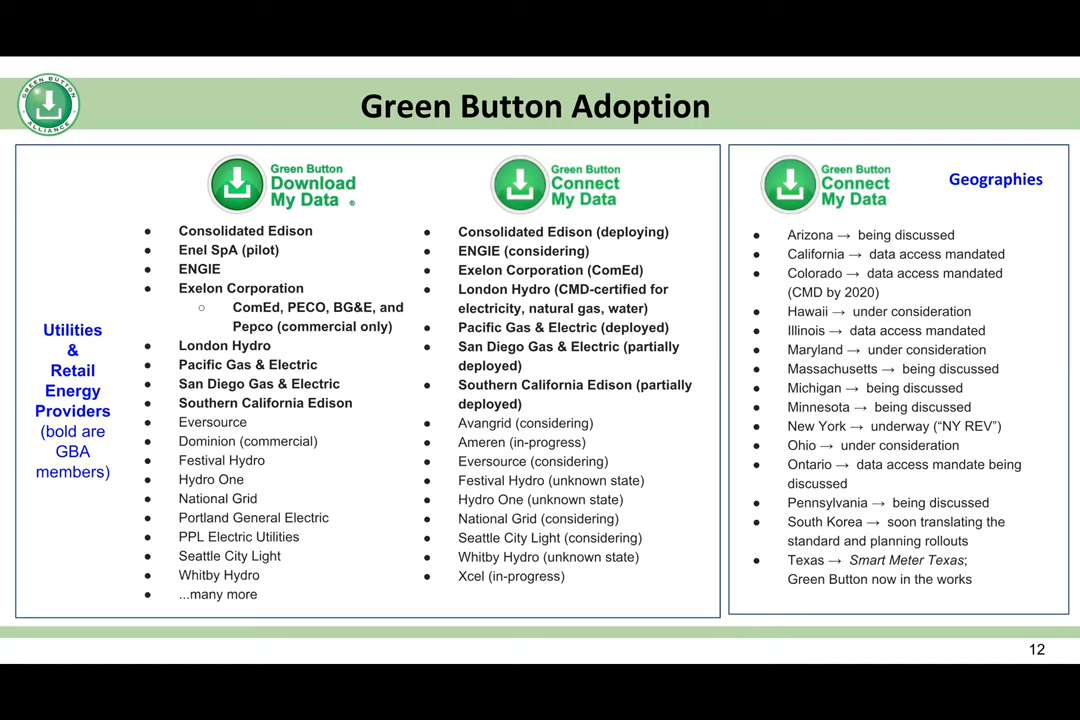 GREEN BUTTON
ALLIANCE
Green Button Adoption
Utilities
&
Retail
Energy
Providers
(bold are
GBA
members)
Green Button
Download
My Data ®
● Consolidated Edison
● Enel SpA (pilot)
● ENGIE
● Exelon Corporation
○ ComEd, PECO, BG&E, and
Pepco (commercial only)
● London Hydro
● Pacific Gas & Electric
● San Diego Gas & Electric
● Southern California Edison
● Eversource
● Dominion (commercial)
● Festival Hydro
● Hydro One
● National Grid
● Portland General Electric
● PPL Electric Utilities
● Seattle City Light
● Whitby Hydro
● ...many more
Green Button
Connect
My Data
● Consolidated Edison (deploying)
● ENGIE (considering)
● Exelon Corporation (ComEd)
● London Hydro (CMD-certified for
electricity, natural gas, water)
● Pacific Gas & Electric (deployed)
● San Diego Gas & Electric (partially
deployed)
● Southern California Edison (partially
deployed)
● Avangrid (considering)
● Ameren (in-progress)
● Eversource (considering)
● Festival Hydro (unknown state)
● Hydro One (unknown state)
● National Grid (considering)
● Seattle City Light (considering)
● Whitby Hydro (unknown state)
● Xcel (in-progress)
Green Button
Connect
My Data
Geographies
● Arizona → being discussed
● California → data access mandated
● Colorado → data access mandated
(CMD by 2020)
● Hawaii → under consideration
● Illinois → data access mandated
● Maryland → under consideration
● Massachusetts → being discussed
● Michigan → being discussed
● Minnesota → being discussed
● New York → underway (“NY REV”)
● Ohio → under consideration
● Ontario → data access mandate being
discussed
● Pennsylvania → being discussed
● South Korea → soon translating the
standard and planning rollouts
● Texas → Smart Meter Texas;
Green Button now in the works
12